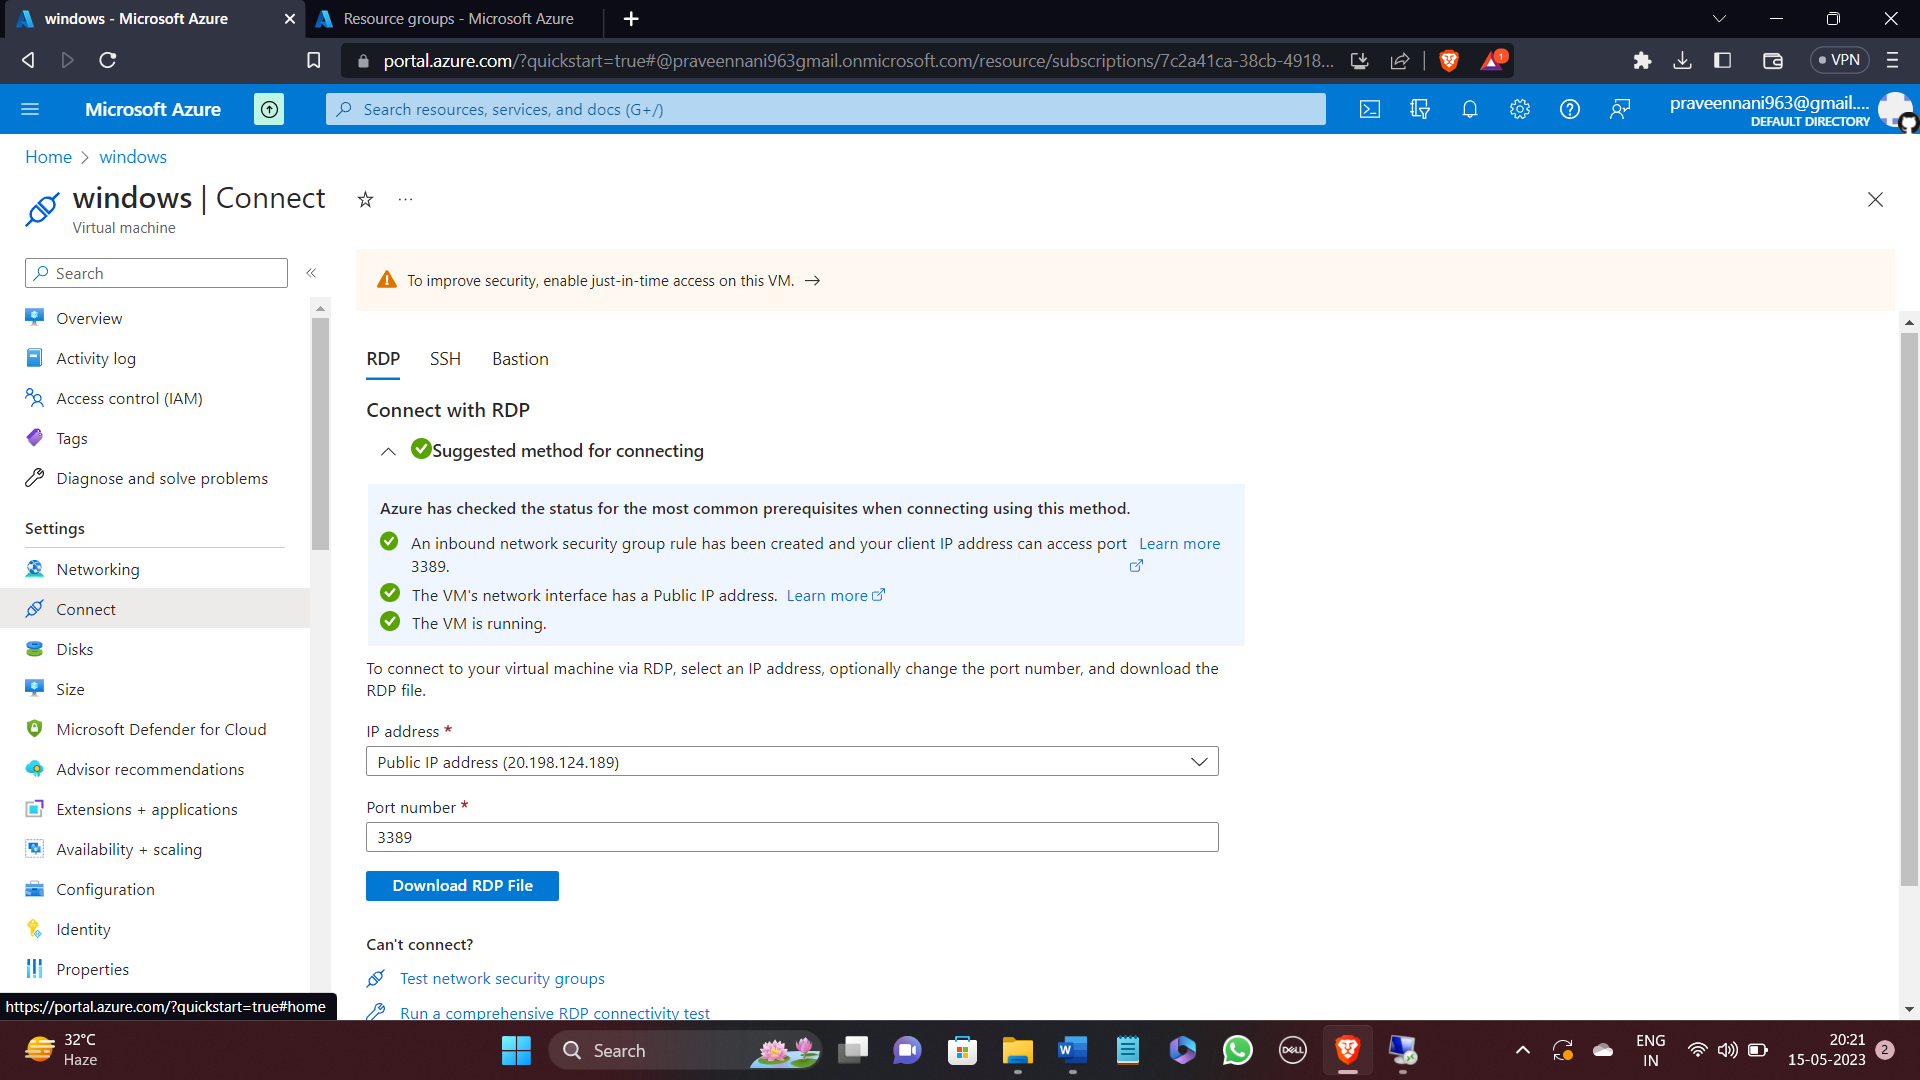 windows - Microsoft Azure
Resource groups - Microsoft Azure
portal.azure.com/?quickstart=true#@praveennani963gmail.onmicrosoft.com/resource/subscriptions/7c2a41ca-38cb-4918...
1
VPN
Microsoft Azure
Search resources, services, and docs (G+/)
praveennani963@gmail....
DEFAULT DIRECTORY
Home > windows
windows | Connect
Virtual machine
Search
To improve security, enable just-in-time access on this VM. →
Overview
Activity log
Access control (IAM)
Tags
Diagnose and solve problems
Settings
Networking
Connect
Disks
Size
Microsoft Defender for Cloud
Advisor recommendations
Extensions + applications
Availability + scaling
Configuration
Identity
Properties
https://portal.azure.com/?quickstart=true#home
RDP SSH Bastion
Connect with RDP
Suggested method for connecting
Azure has checked the status for the most common prerequisites when connecting using this method.
An inbound network security group rule has been created and your client IP address can access port Learn more
3389.
The VM's network interface has a Public IP address. Learn more
The VM is running.
To connect to your virtual machine via RDP, select an IP address, optionally change the port number, and download the
RDP file.
IP address *
Public IP address (20.198.124.189)
Port number *
3389
Download RDP File
Can't connect?
Test network security groups
Run a comprehensive RDP connectivity test
32°C
Haze
Search
W
DELL
ENG
IN
20:21
15-05-2023
2